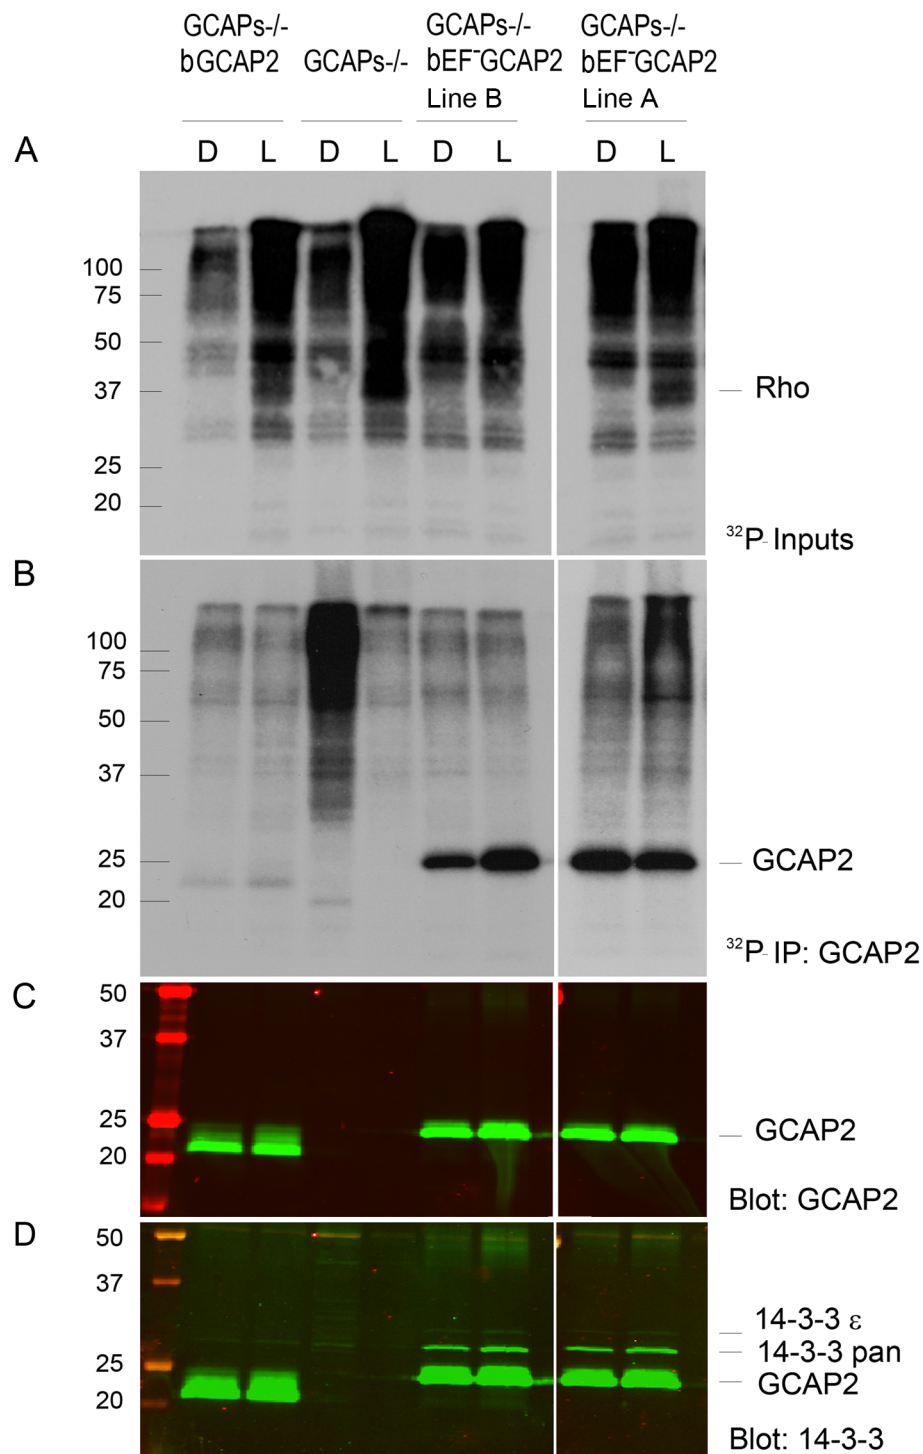 GCAPs-/- bGCAP2
GCAPs-/-
GCAPs-/- bEF⁻GCAP2 Line B
GCAPs-/- bEF⁻GCAP2 Line A
A
D L D L D L D L
100
75
50
37
25
20
Rho
³²P- Inputs
B
100
75
50
37
25
20
GCAP2
³²P- IP: GCAP2
C
50
37
25
20
GCAP2
Blot: GCAP2
D
50
37
25
20
14-3-3 ε
14-3-3 pan
GCAP2
Blot: 14-3-3